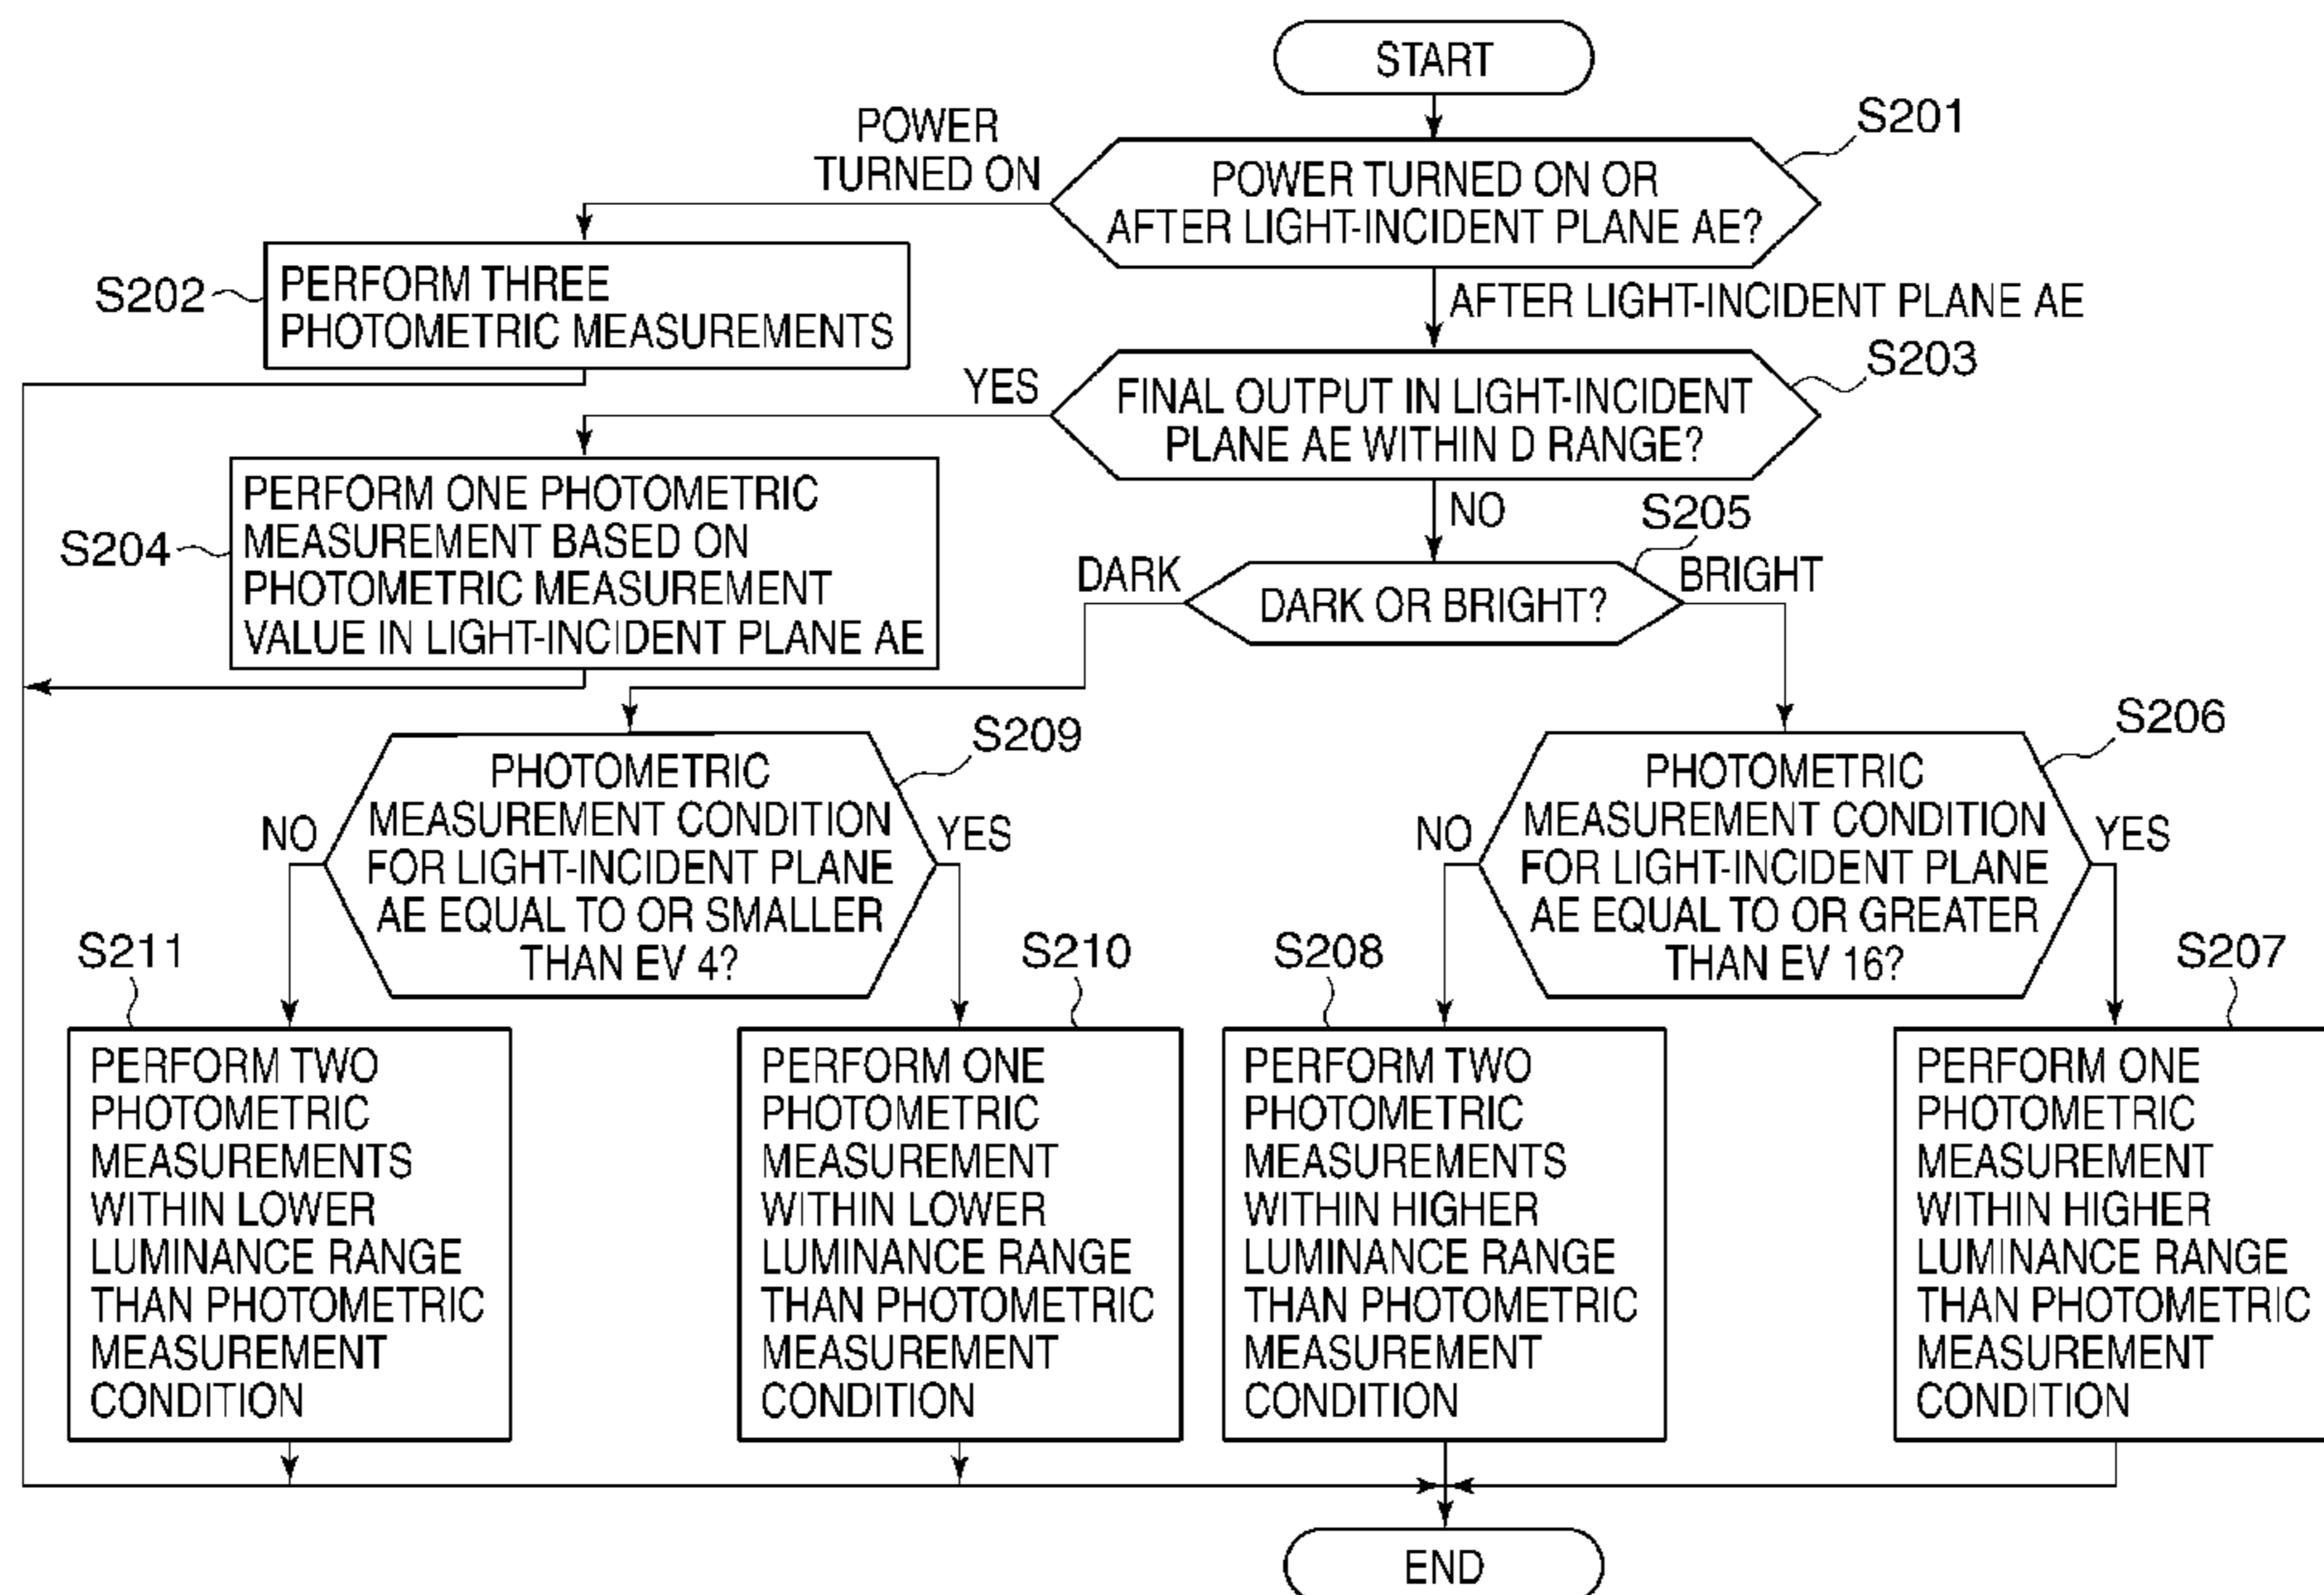 START
S201
POWER
TURNED ON
POWER TURNED ON OR
AFTER LIGHT-INCIDENT PLANE AE?
S202
PERFORM THREE
PHOTOMETRIC MEASUREMENTS
AFTER LIGHT-INCIDENT PLANE AE
S203
YES
FINAL OUTPUT IN LIGHT-INCIDENT
PLANE AE WITHIN D RANGE?
S204
PERFORM ONE PHOTOMETRIC
MEASUREMENT BASED ON
PHOTOMETRIC MEASUREMENT
VALUE IN LIGHT-INCIDENT PLANE AE
NO
S205
DARK
BRIGHT
DARK OR BRIGHT?
S209
PHOTOMETRIC
MEASUREMENT CONDITION
FOR LIGHT-INCIDENT PLANE
AE EQUAL TO OR SMALLER
THAN EV 4?
NO
YES
S206
PHOTOMETRIC
MEASUREMENT CONDITION
FOR LIGHT-INCIDENT PLANE
AE EQUAL TO OR GREATER
THAN EV 16?
NO
YES
S211
PERFORM TWO
PHOTOMETRIC
MEASUREMENTS
WITHIN LOWER
LUMINANCE RANGE
THAN PHOTOMETRIC
MEASUREMENT
CONDITION
S210
PERFORM ONE
PHOTOMETRIC
MEASUREMENT
WITHIN LOWER
LUMINANCE RANGE
THAN PHOTOMETRIC
MEASUREMENT
CONDITION
S208
PERFORM TWO
PHOTOMETRIC
MEASUREMENTS
WITHIN HIGHER
LUMINANCE RANGE
THAN PHOTOMETRIC
MEASUREMENT
CONDITION
S207
PERFORM ONE
PHOTOMETRIC
MEASUREMENT
WITHIN HIGHER
LUMINANCE RANGE
THAN PHOTOMETRIC
MEASUREMENT
CONDITION
END